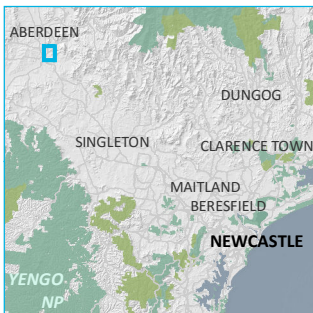 ABERDEEN
DUNGOG
SINGLETON
CLARENCE TOWN
MAITLAND
BERESFIELD
NEWCASTLE
YENGO
NP